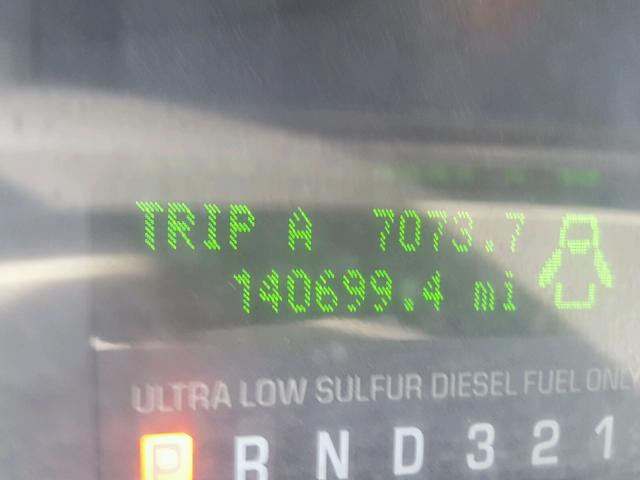 TRIP A 7073.7
140699.4 mi
ULTRA LOW SULFUR DIESEL FUEL ONLY
P R N D 3 2 1